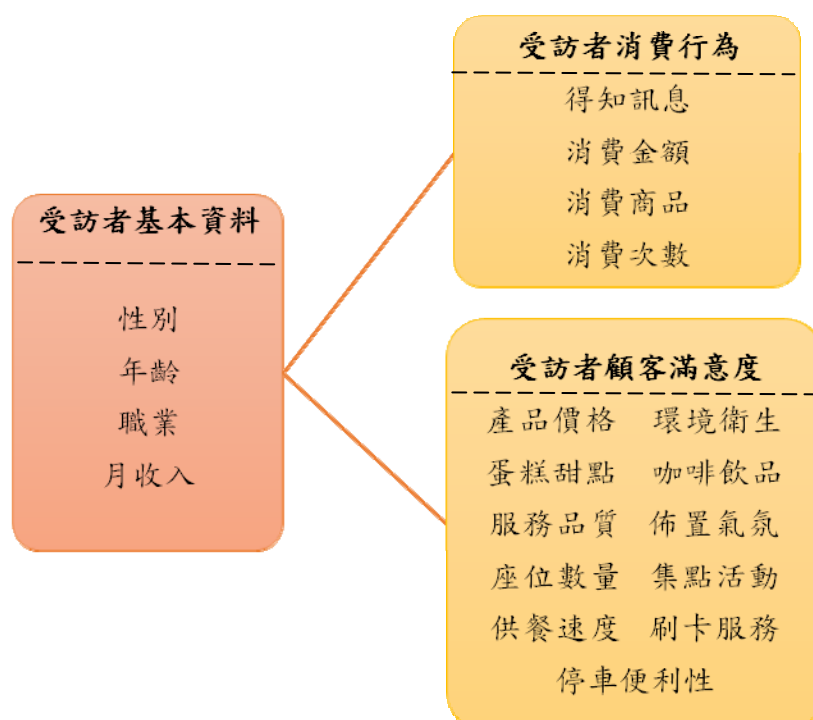 受訪者基本資料
性別
年齡
職業
月收入
受訪者消費行為
得知訊息
消費金額
消費商品
消費次數
受訪者顧客滿意度
產品價格 環境衛生
蛋糕甜點 咖啡飲品
服務品質 佈置氣氛
座位數量 集點活動
供餐速度 刷卡服務
停車便利性